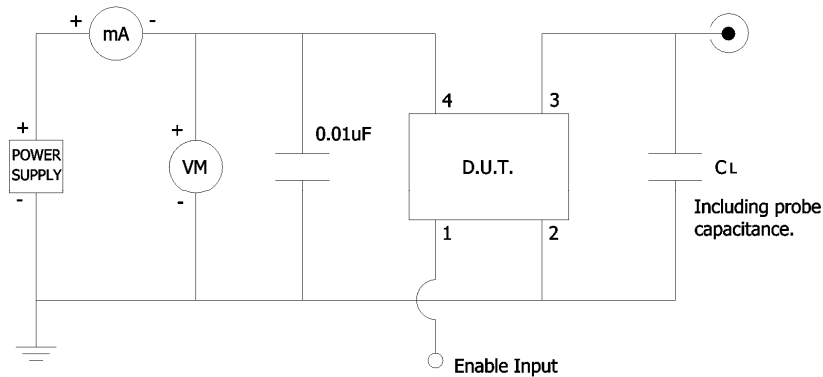 + mA -
4 3
+
POWER
SUPPLY
-
+
VM
-
0.01uF
D.U.T.
CL
Including probe
capacitance.
1 2
Enable Input